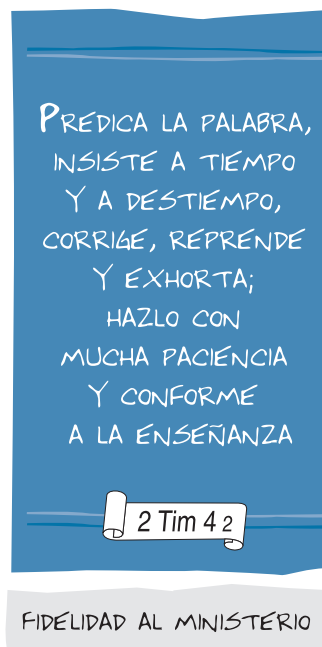 PREDICA LA PALABRA,
INSISTE A TIEMPO
Y A DESTIEMPO,
CORRIGE, REPRENDE
Y EXHORTA;
HAZLO CON
MUCHA PACIENCIA
Y CONFORME
A LA ENSEÑANZA
2 Tim 4 2
FIDELIDAD AL MINISTERIO